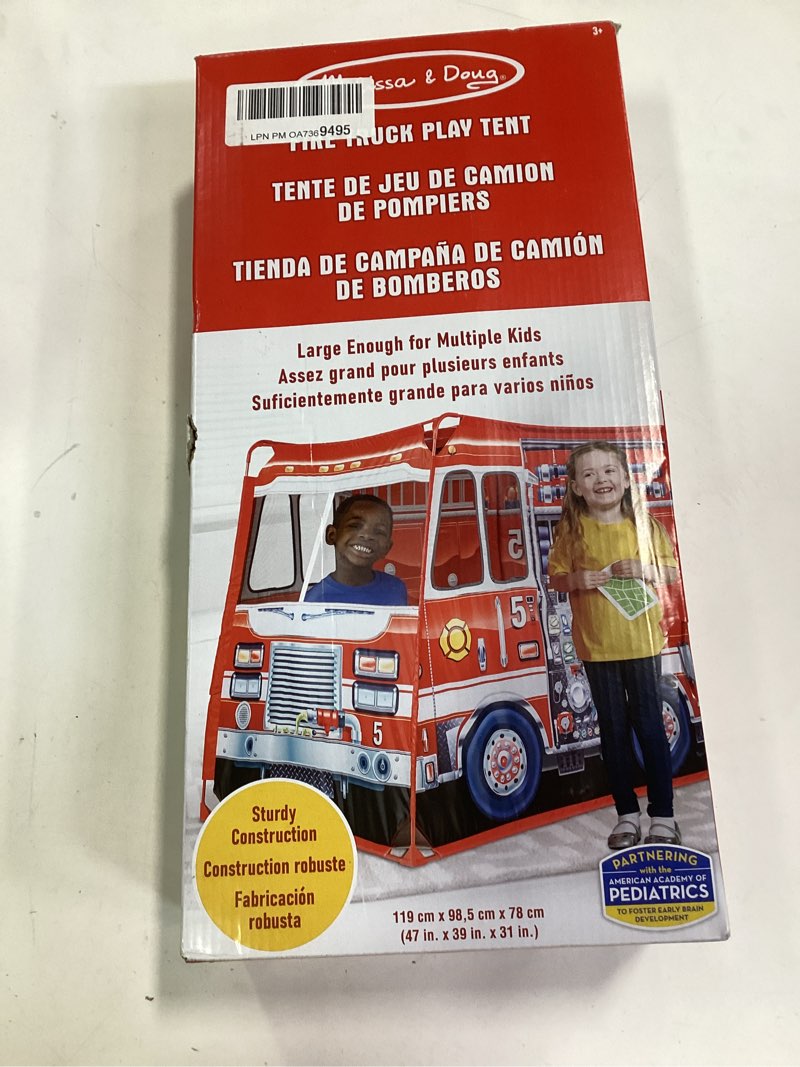 3+
& Doug®
LPN PM OA7369495
TRUCK PLAY TENT
TENTE DE JEU DE CAMION
DE POMPIERS
TIENDA DE CAMPAÑA DE CAMIÓN
DE BOMBEROS
Large Enough for Multiple Kids
Assez grand pour plusieurs enfants
Suficientemente grande para varios niños
5
5
5
Sturdy
Construction
Construction robuste
Fabricación
robusta
119 cm x 98,5 cm x 78 cm
(47 in. x 39 in. x 31 in.)
PARTNERING
with the
AMERICAN ACADEMY OF
PEDIATRICS
TO FOSTER EARLY BRAIN
DEVELOPMENT